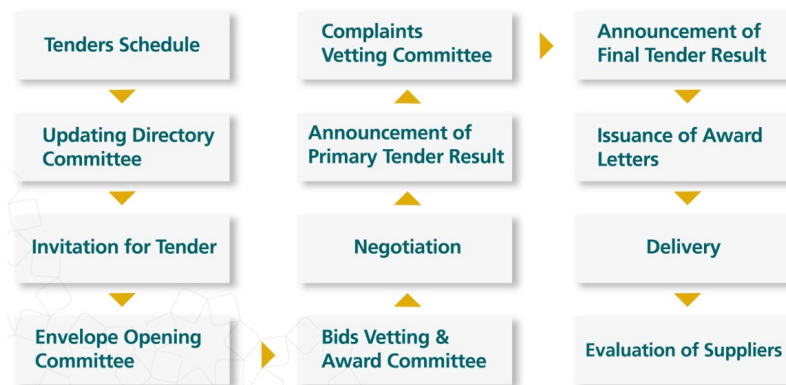 Tenders Schedule
Updating Directory
Committee
Invitation for Tender
Envelope Opening
Committee
Bids Vetting &
Award Committee
Negotiation
Announcement of
Primary Tender Result
Complaints
Vetting Committee
Announcement of
Final Tender Result
Issuance of Award
Letters
Delivery
Evaluation of Suppliers